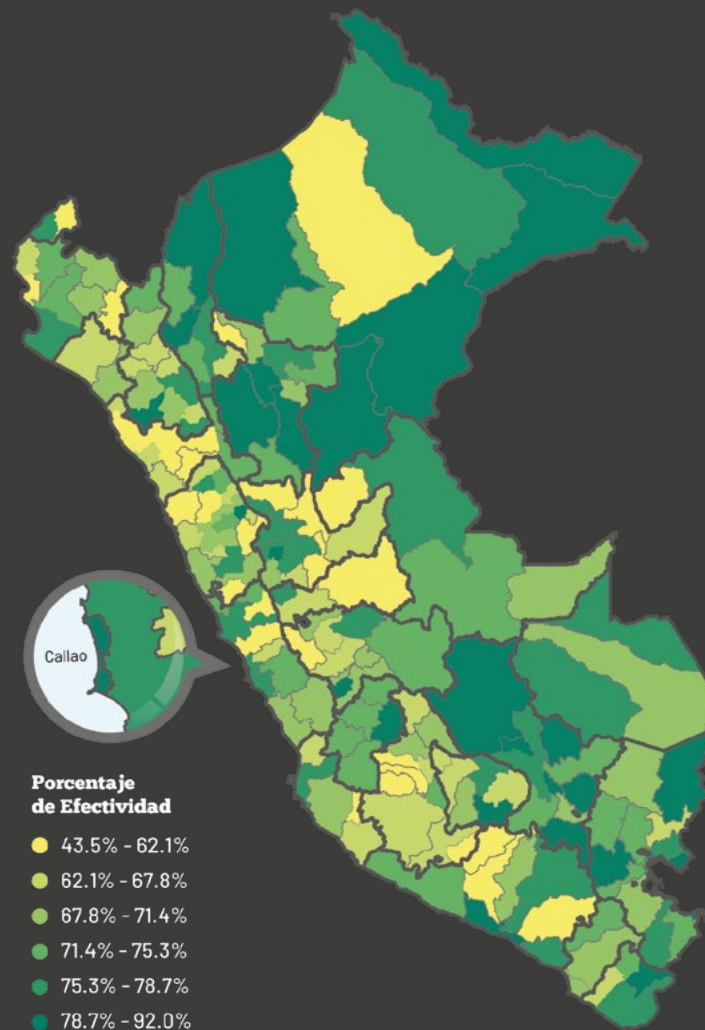 Callao
Porcentaje
de Efectividad
43.5% - 62.1%
62.1% - 67.8%
67.8% - 71.4%
71.4% - 75.3%
75.3% - 78.7%
78.7% - 92.0%